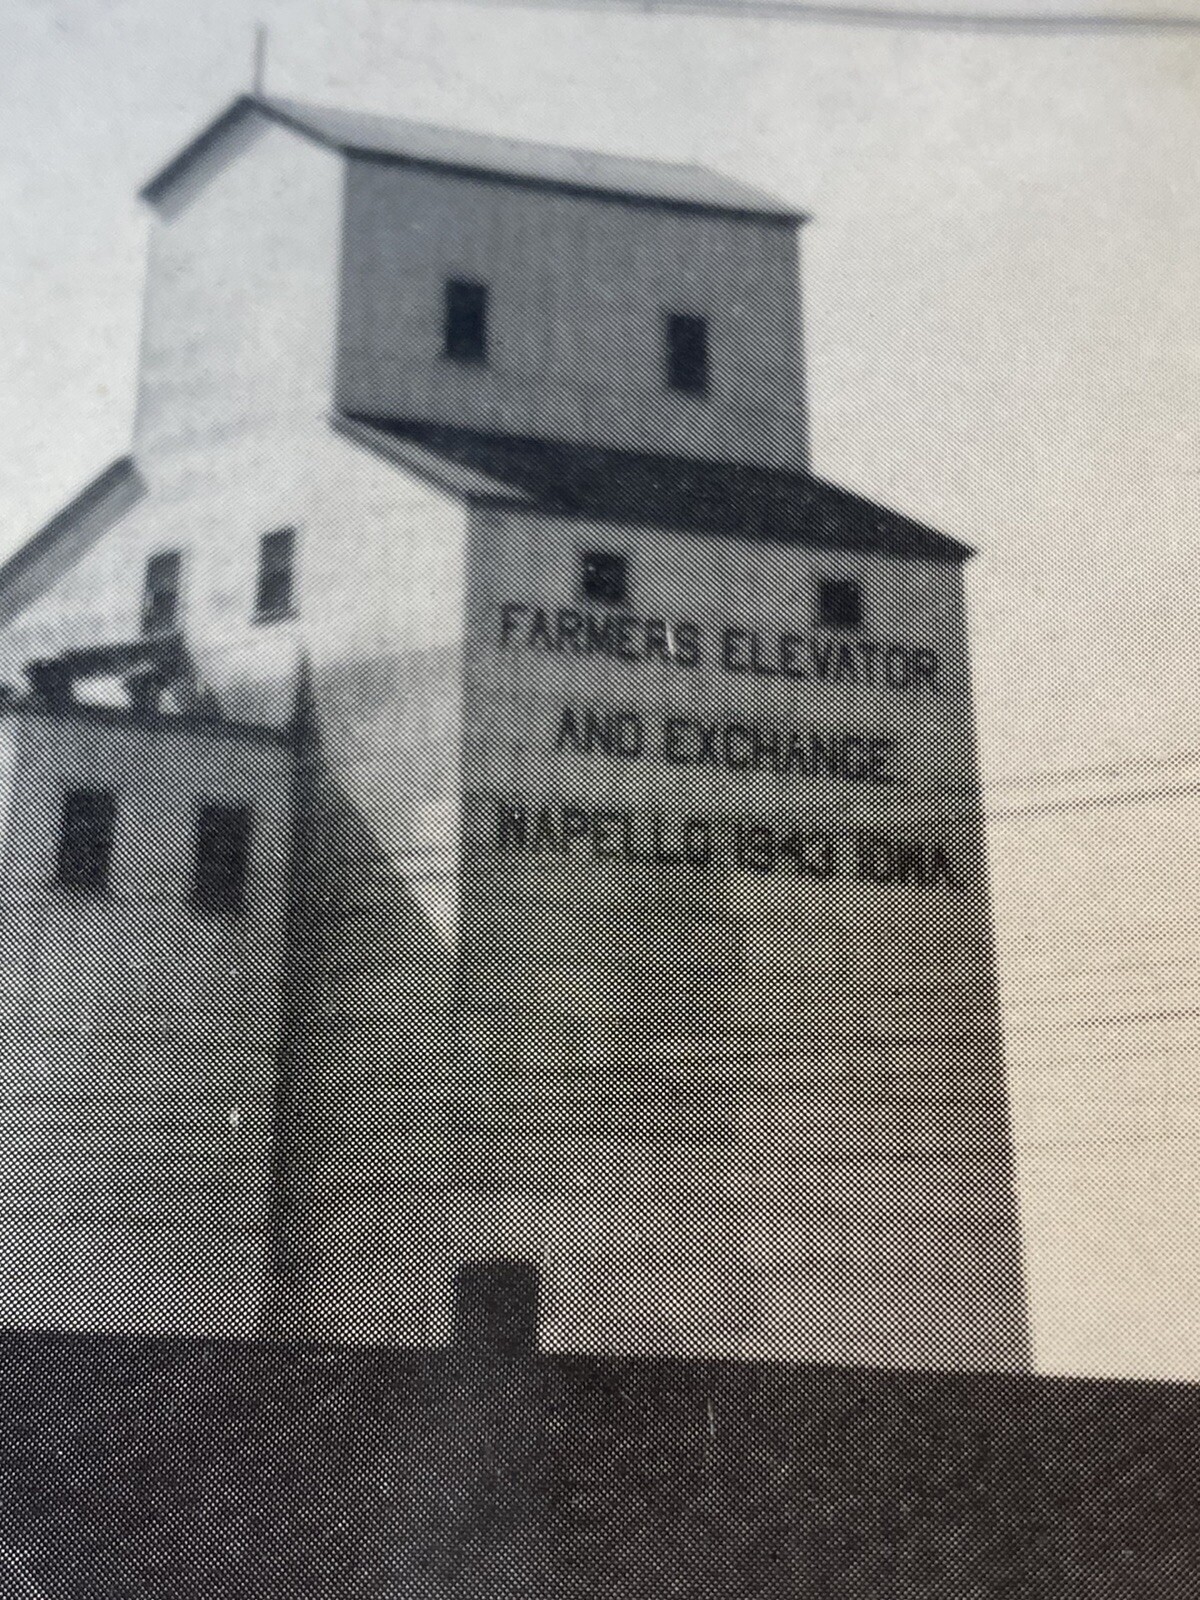 FARMERS ELEVATOR
AND EXCHANGE
WAPELLO 1943 IOWA